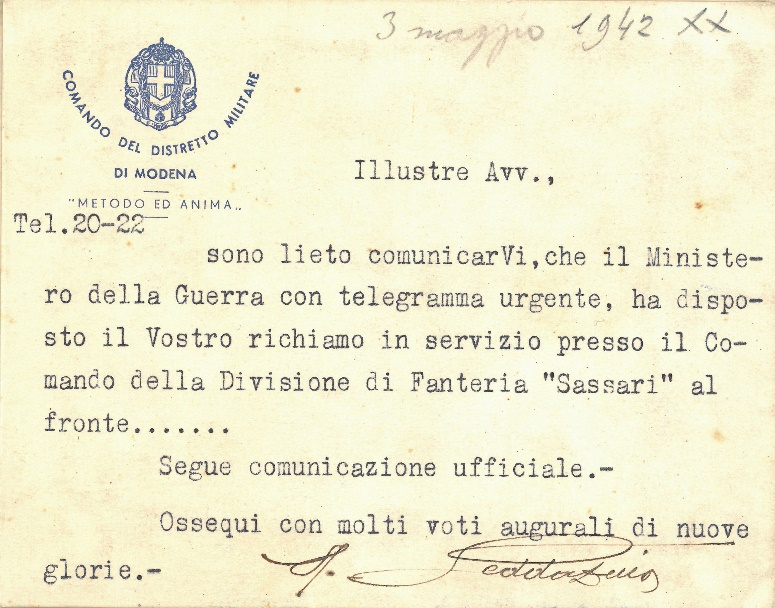 3 maggio 1942 XX
COMANDO DEL DISTRETTO MILITARE
DI MODENA
"METODO ED ANIMA„
Tel.20-22
Illustre Avv.,
sono lieto comunicarVi,che il Ministe-
ro della Guerra con telegramma urgente, ha dispo-
sto il Vostro richiamo in servizio presso il Co-
mando della Divisione di Fanteria "Sassari" al
fronte.......
Segue comunicazione ufficiale.-
Ossequi con molti voti augurali di nuove
glorie.-